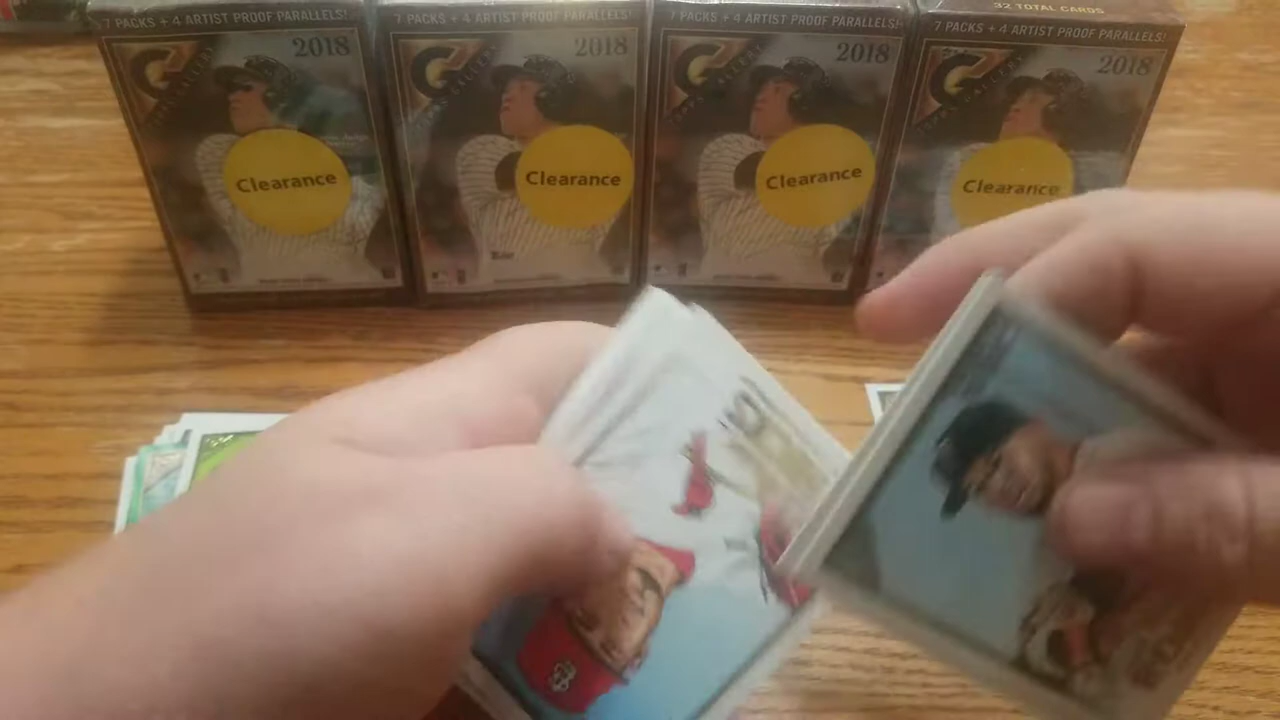 7 PACKS + 4 ARTIST PROOF PARALLELS!
2018
Clearance
7 PACKS + 4 ARTIST PROOF PARALLELS!
2018
Clearance
7 PACKS + 4 ARTIST PROOF PARALLELS!
2018
Clearance
32 TOTAL CARDS
7 PACKS + 4 ARTIST PROOF PARALLELS!
2018
Clearance